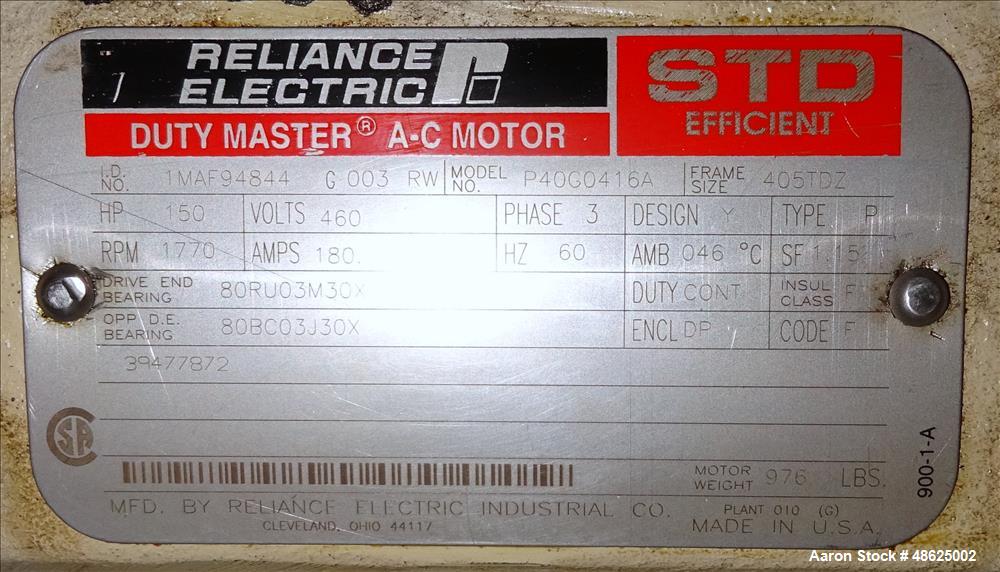 RELIANCE
ELECTRIC
STD
EFFICIENT
DUTY MASTER® A-C MOTOR
I.D. NO. 1MAF94844 G 003 RW MODEL NO. P40G0416A FRAME SIZE 405TDZ
HP 150 VOLTS 460 PHASE 3 DESIGN Y TYPE P
RPM 1770 AMPS 180. HZ 60 AMB 046 °C SF 1.15
DRIVE END BEARING 80RU03M30X DUTY CONT INSUL CLASS F
OPP D.E. BEARING 80BC03J30X ENCL DP CODE F
39477872
CSA
MOTOR WEIGHT 976 LBS.
900-1-A
MFD. BY RELIANCE ELECTRIC INDUSTRIAL CO. PLANT 010 (G)
CLEVELAND, OHIO 44117 MADE IN U.S.A.
Aaron Stock # 48625002